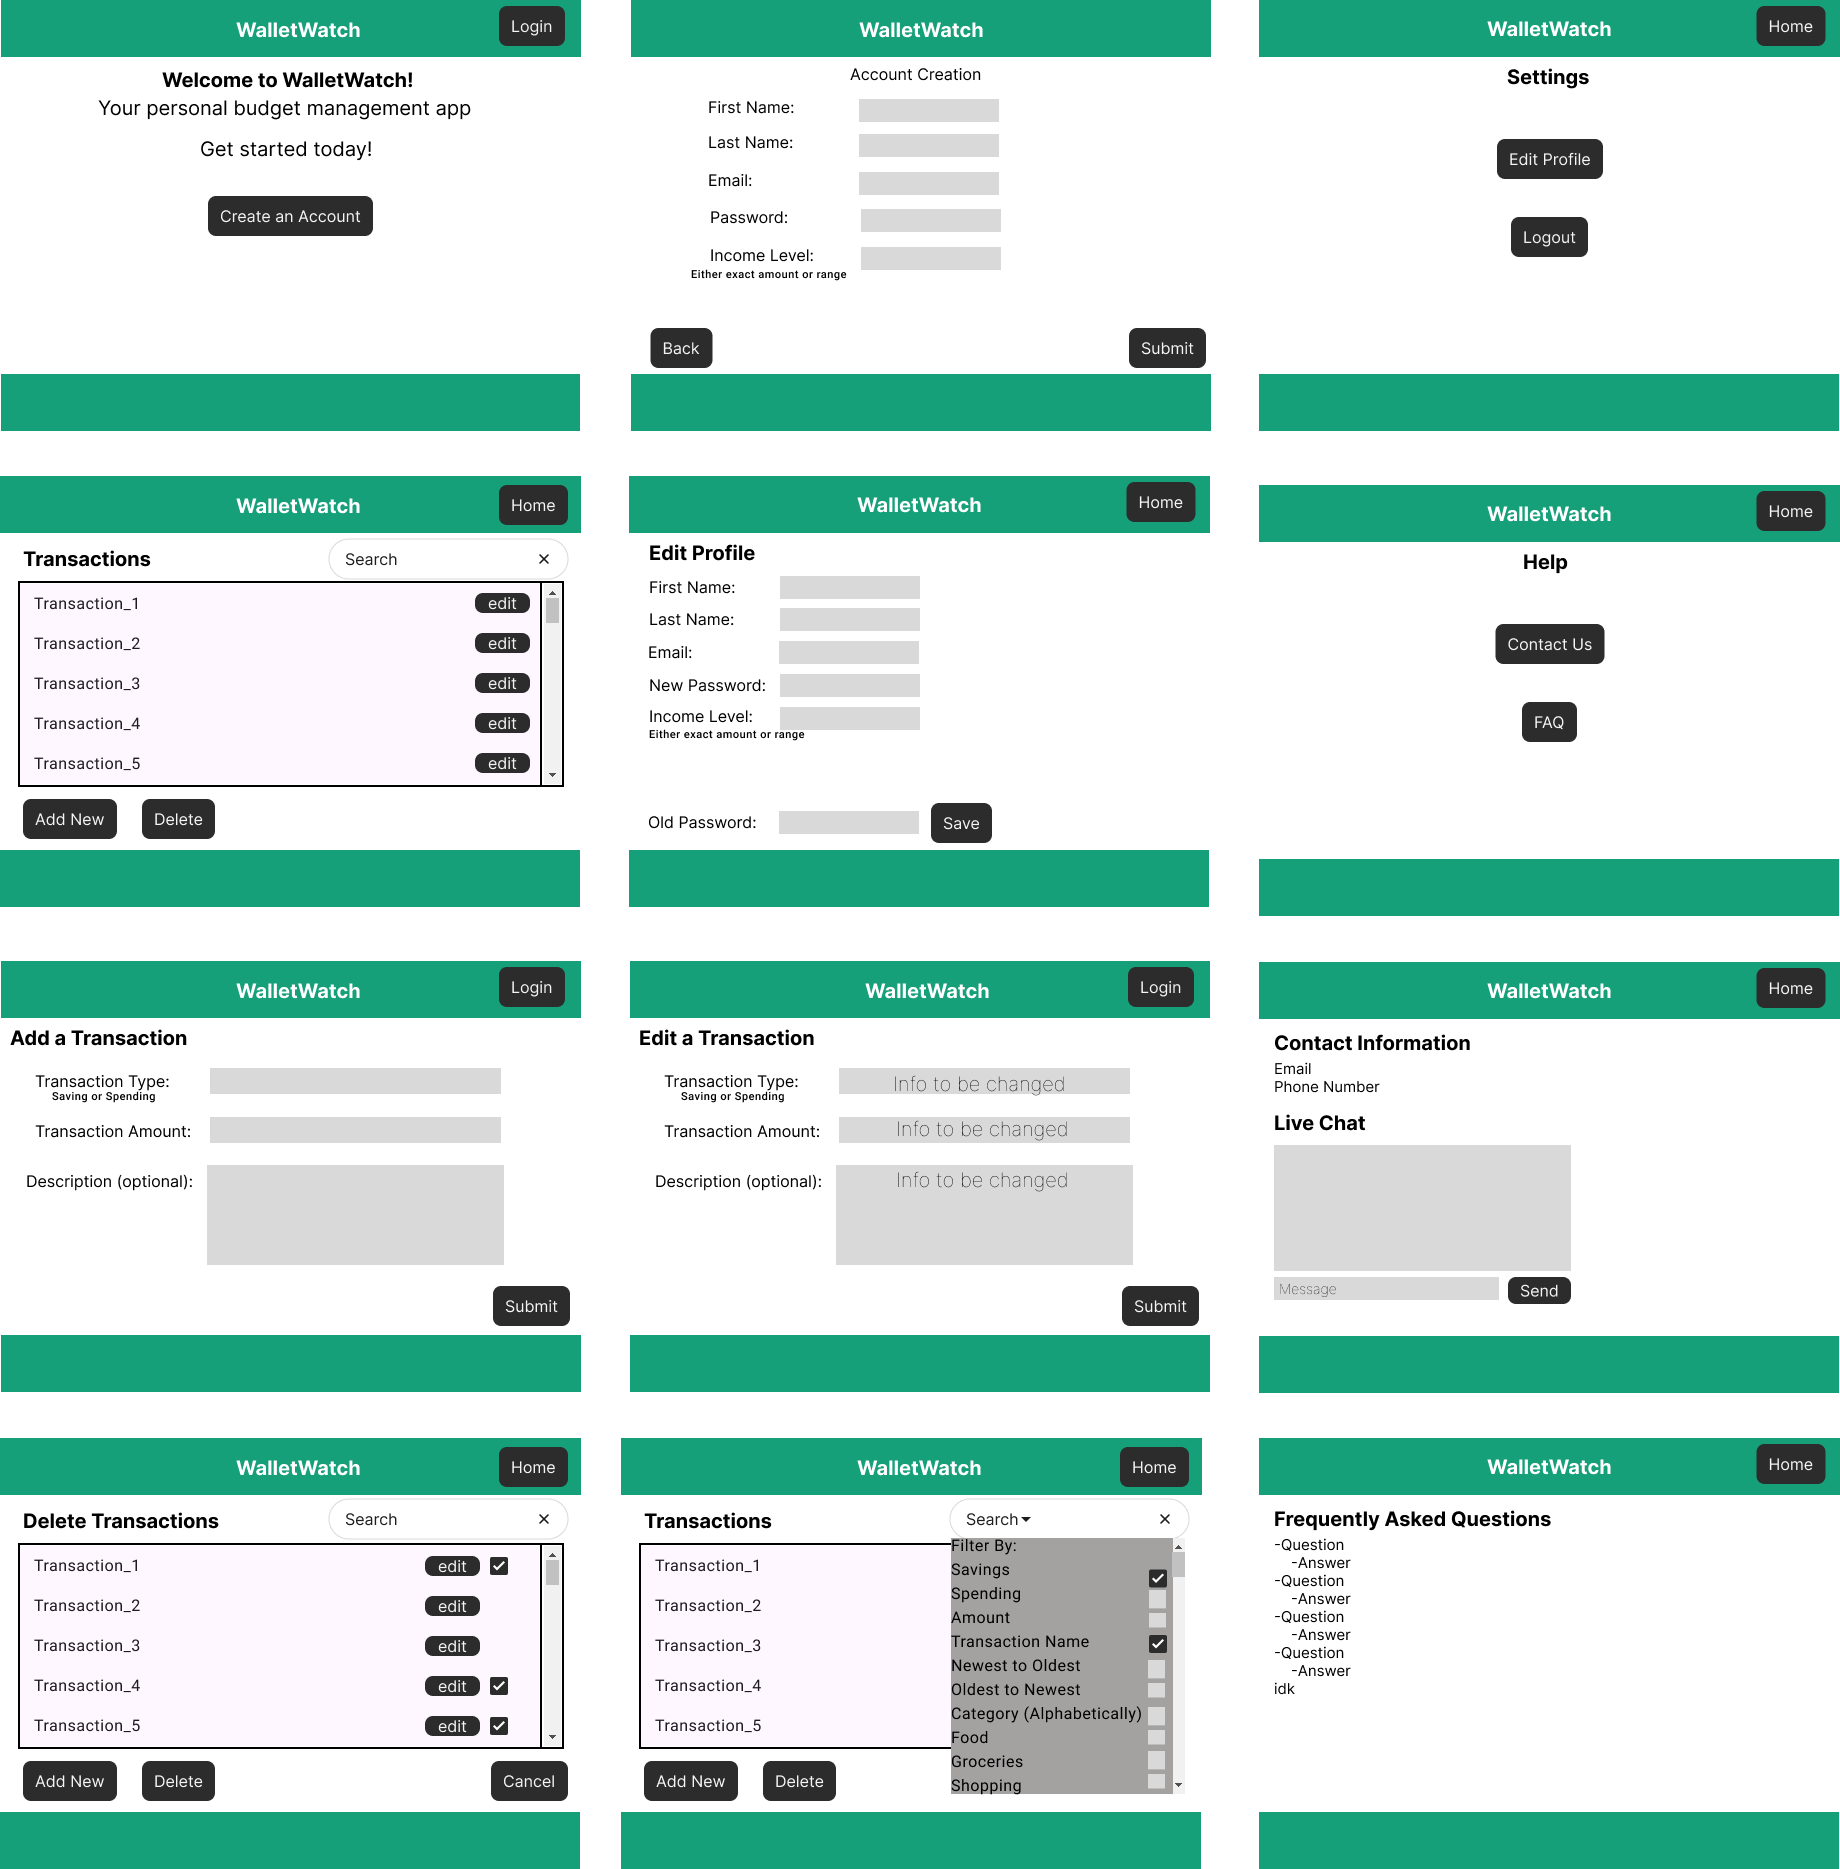 WalletWatch
Login
Welcome to WalletWatch!
Your personal budget management app
Get started today!
Create an Account
WalletWatch
Account Creation
First Name:
Last Name:
Email:
Password:
Income Level:
Either exact amount or range
Back
Submit
WalletWatch
Home
Settings
Edit Profile
Logout
WalletWatch
Home
Transactions
Search
Transaction_1 edit
Transaction_2 edit
Transaction_3 edit
Transaction_4 edit
Transaction_5 edit
Add New
Delete
WalletWatch
Home
Edit Profile
First Name:
Last Name:
Email:
New Password:
Income Level:
Either exact amount or range
Old Password:
Save
WalletWatch
Home
Help
Contact Us
FAQ
WalletWatch
Login
Add a Transaction
Transaction Type:
Saving or Spending
Transaction Amount:
Description (optional):
Submit
WalletWatch
Login
Edit a Transaction
Transaction Type: Info to be changed
Saving or Spending
Transaction Amount: Info to be changed
Description (optional): Info to be changed
Submit
WalletWatch
Home
Contact Information
Email
Phone Number
Live Chat
Message
Send
WalletWatch
Home
Delete Transactions
Search
Transaction_1 edit
Transaction_2 edit
Transaction_3 edit
Transaction_4 edit
Transaction_5 edit
Add New
Delete
Cancel
WalletWatch
Home
Transactions
Search
Transaction_1
Transaction_2
Transaction_3
Transaction_4
Transaction_5
Filter By:
Savings
Spending
Amount
Transaction Name
Newest to Oldest
Oldest to Newest
Category (Alphabetically)
Food
Groceries
Shopping
Add New
Delete
WalletWatch
Home
Frequently Asked Questions
-Question
-Answer
-Question
-Answer
-Question
-Answer
-Question
-Answer
idk